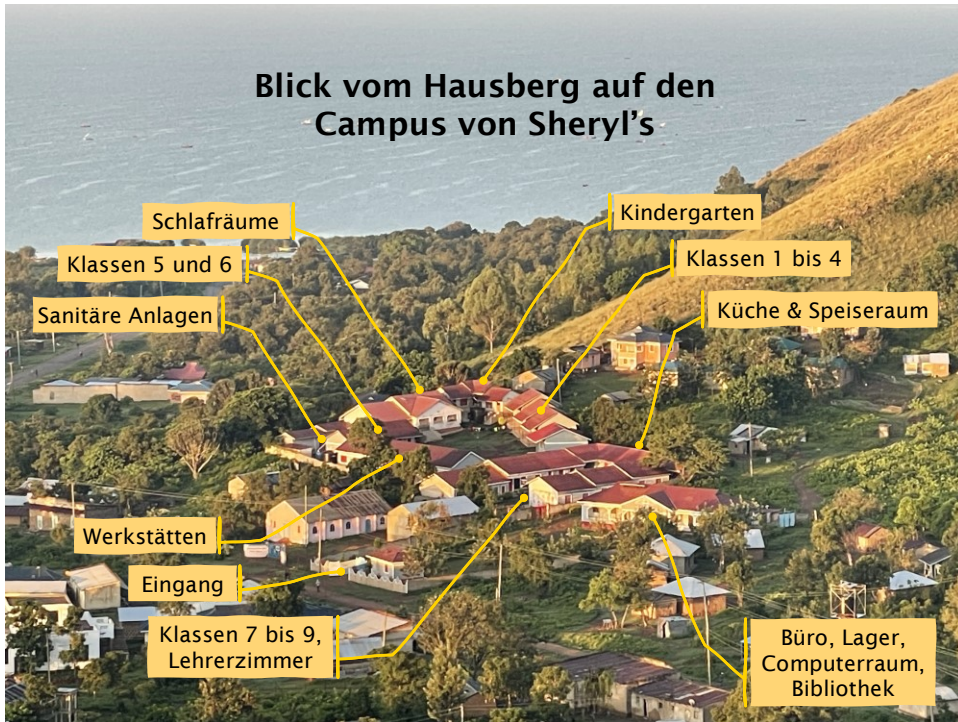 Blick vom Hausberg auf den
Campus von Sheryl’s
Schlafräume
Kindergarten
Klassen 5 und 6
Klassen 1 bis 4
Sanitäre Anlagen
Küche & Speiseraum
Werkstätten
Eingang
Klassen 7 bis 9,
Lehrerzimmer
Büro, Lager,
Computerraum,
Bibliothek